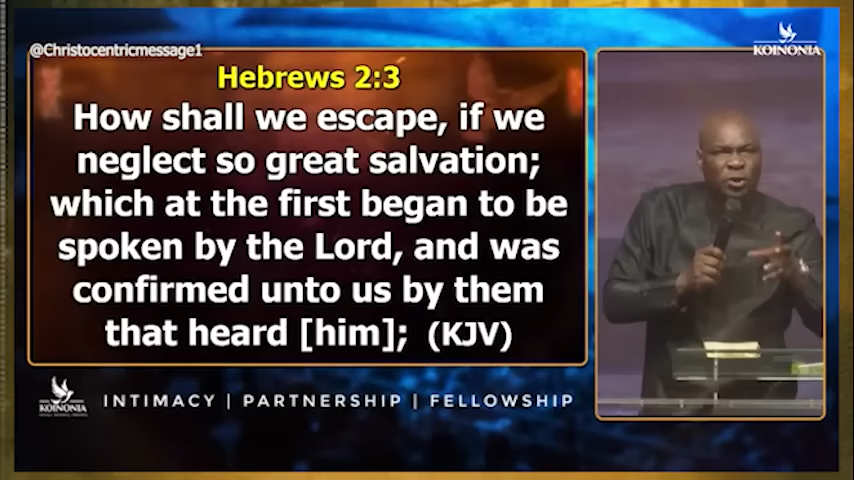 @Christocentricmessage1
KOINONIA
Hebrews 2:3
How shall we escape, if we
neglect so great salvation;
which at the first began to be
spoken by the Lord, and was
confirmed unto us by them
that heard [him]; (KJV)
KOINONIA
INTIMACY | PARTNERSHIP | FELLOWSHIP